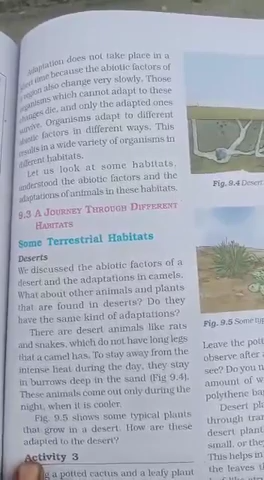 Adaptation does not take place in a
short time because the abiotic factors of
a region also change very slowly. Those
organisms which cannot adapt to these
changes die, and only the adapted ones
survive. Organisms adapt to different
abiotic factors in different ways. This
results in a wide variety of organisms in
different habitats.
Let us look at some habitats,
understood the abiotic factors and the
adaptations of animals in these habitats.
9.3 A JOURNEY THROUGH DIFFERENT
HABITATS
Some Terrestrial Habitats
Deserts
We discussed the abiotic factors of a
desert and the adaptations in camels.
What about other animals and plants
that are found in deserts? Do they
have the same kind of adaptations?
There are desert animals like rats
and snakes, which do not have long legs
that a camel has. To stay away from the
intense heat during the day, they stay
in burrows deep in the sand (Fig 9.4).
These animals come out only during the
night, when it is cooler.
Fig. 9.5 shows some typical plants
that grow in a desert. How are these
adapted to the desert?
Activity 3
a potted cactus and a leafy plant
Fig. 9.4 Desert
Fig. 9.5 Some
Leave the
observe after
see? Do you
amount of
polythene
Desert
through
desert plant
small, or they
This helps in
the leaves